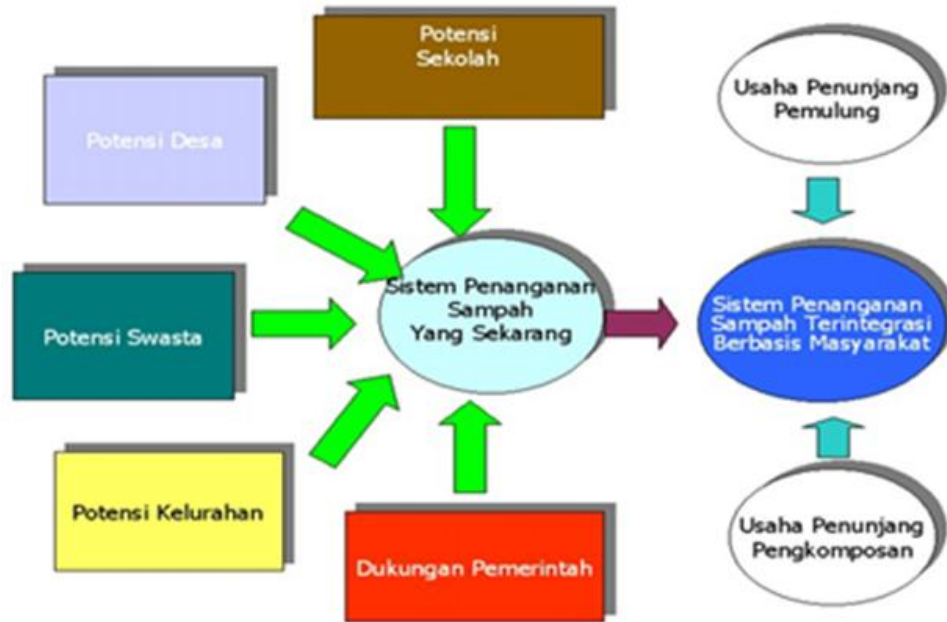 Potensi
Sekolah
Usaha Penunjang
Pemulung
Potensi Desa
Sistem Penanganan
Sampah
Yang Sekarang
Sistem Penanganan
Sampah Terintegrasi
Berbasis Masyarakat
Potensi Swasta
Potensi Kelurahan
Dukungan Pemerintah
Usaha Penunjang
Pengkomposan